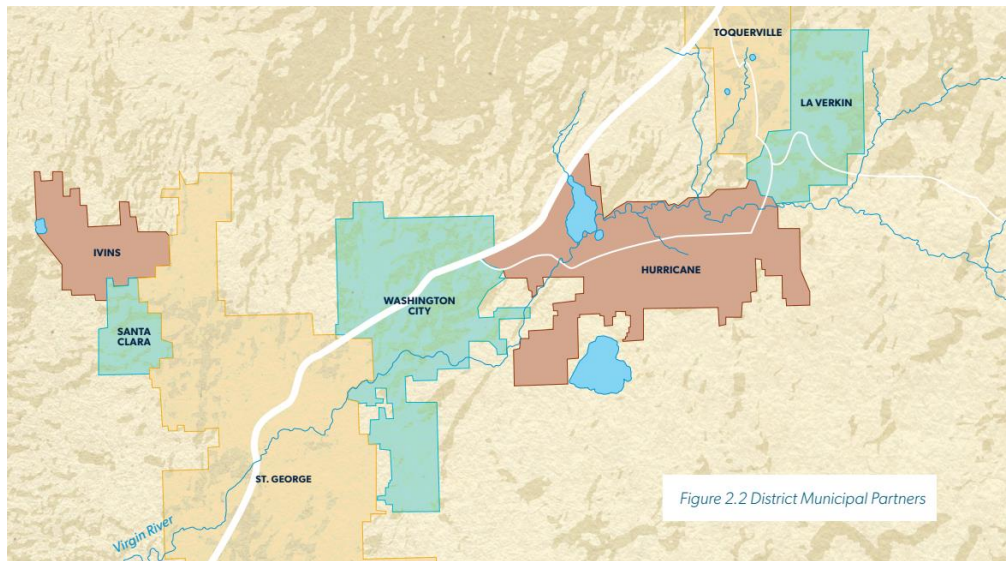 TOQUERVILLE
LA VERKIN
IVINS
HURRICANE
WASHINGTON
CITY
SANTA
CLARA
ST. GEORGE
Figure 2.2 District Municipal Partners
Virgin River